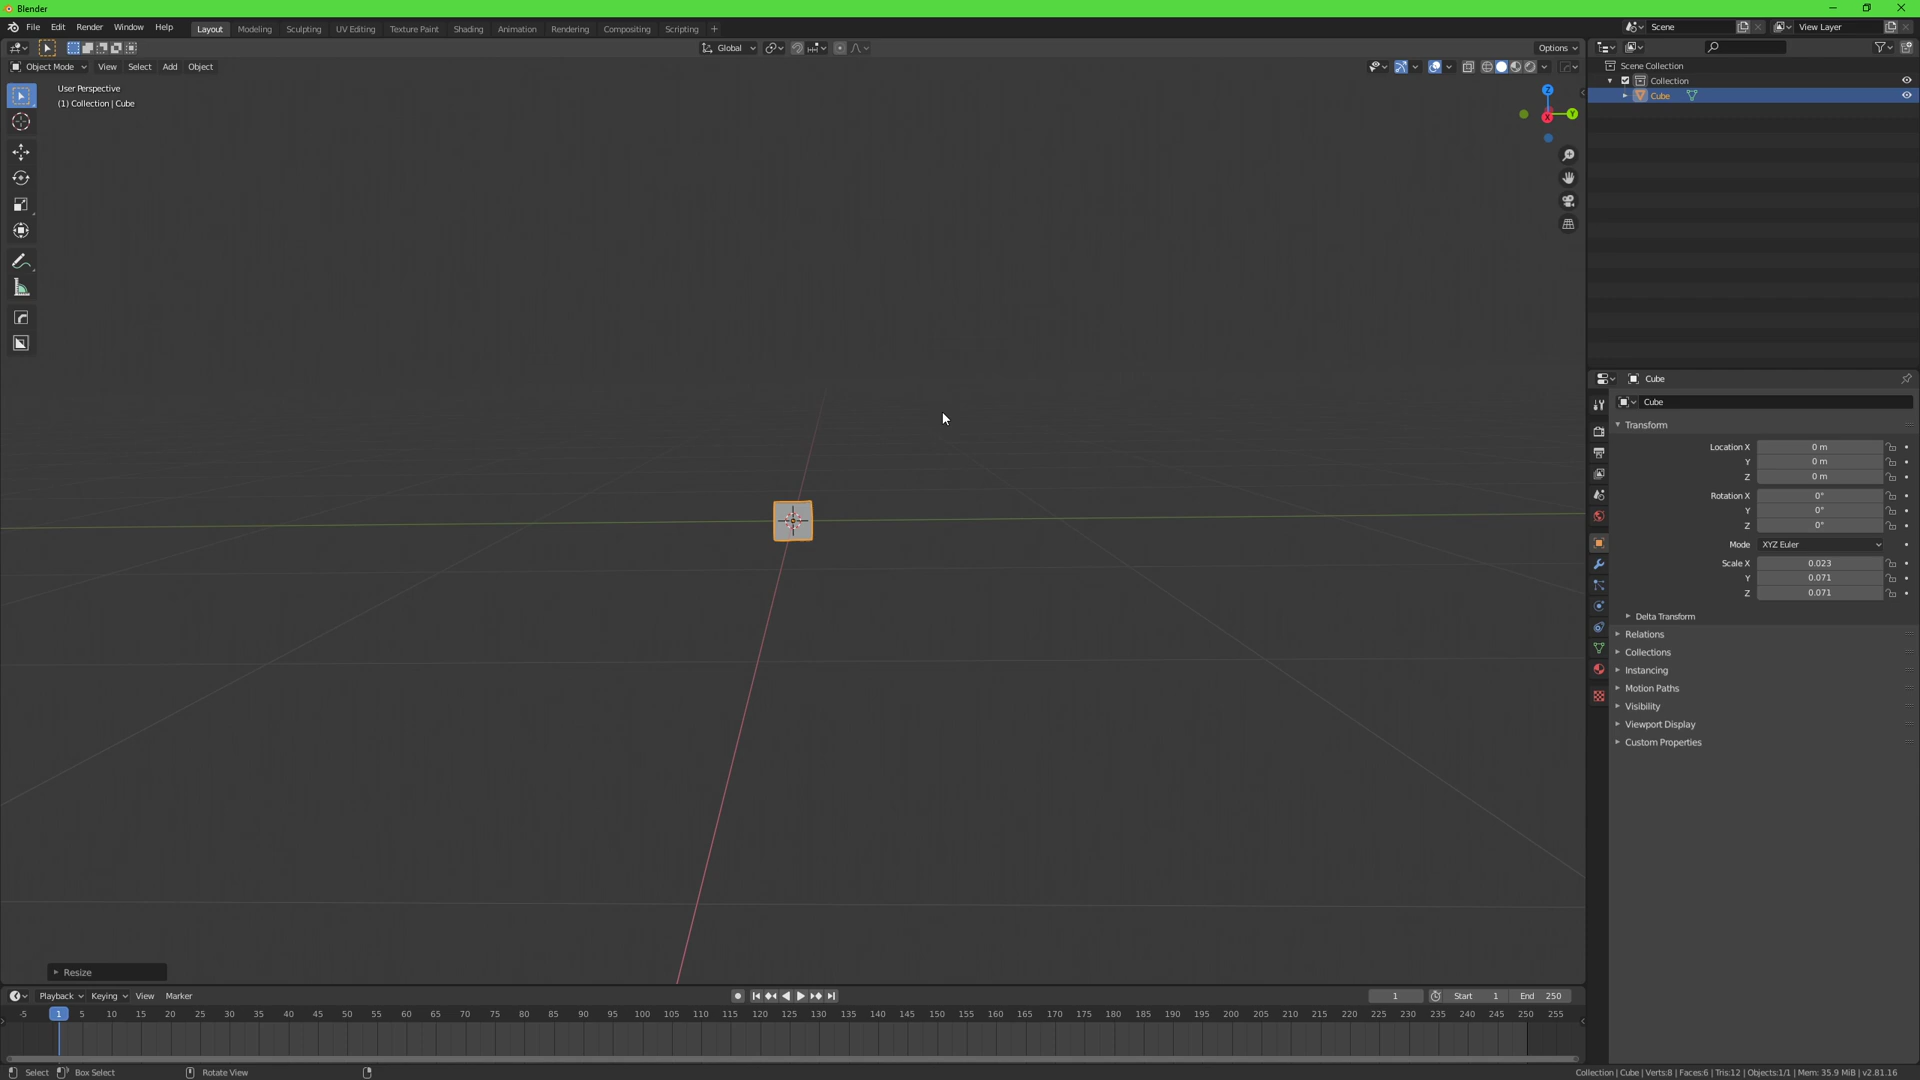 Blender
File Edit Render Window Help Layout Modeling Sculpting UV Editing Texture Paint Shading Animation Rendering Compositing Scripting + Scene View Layer
Global Options
Object Mode View Select Add Object
User Perspective
(1) Collection | Cube
Z
X
Y
Scene Collection
Collection
Cube
Cube
Cube
Transform
Location X 0 m
Y 0 m
Z 0 m
Rotation X 0°
Y 0°
Z 0°
Mode XYZ Euler
Scale X 0.023
Y 0.071
Z 0.071
Delta Transform
Relations
Collections
Instancing
Motion Paths
Visibility
Viewport Display
Custom Properties
Resize
Playback Keying View Marker 1 Start 1 End 250
-5 1 5 10 15 20 25 30 35 40 45 50 55 60 65 70 75 80 85 90 95 100 105 110 115 120 125 130 135 140 145 150 155 160 165 170 175 180 185 190 195 200 205 210 215 220 225 230 235 240 245 250 255
Select Box Select Rotate View Collection | Cube | Verts:8 | Faces:6 | Tris:12 | Objects:1/1 | Mem: 35.9 MiB | v2.81.16